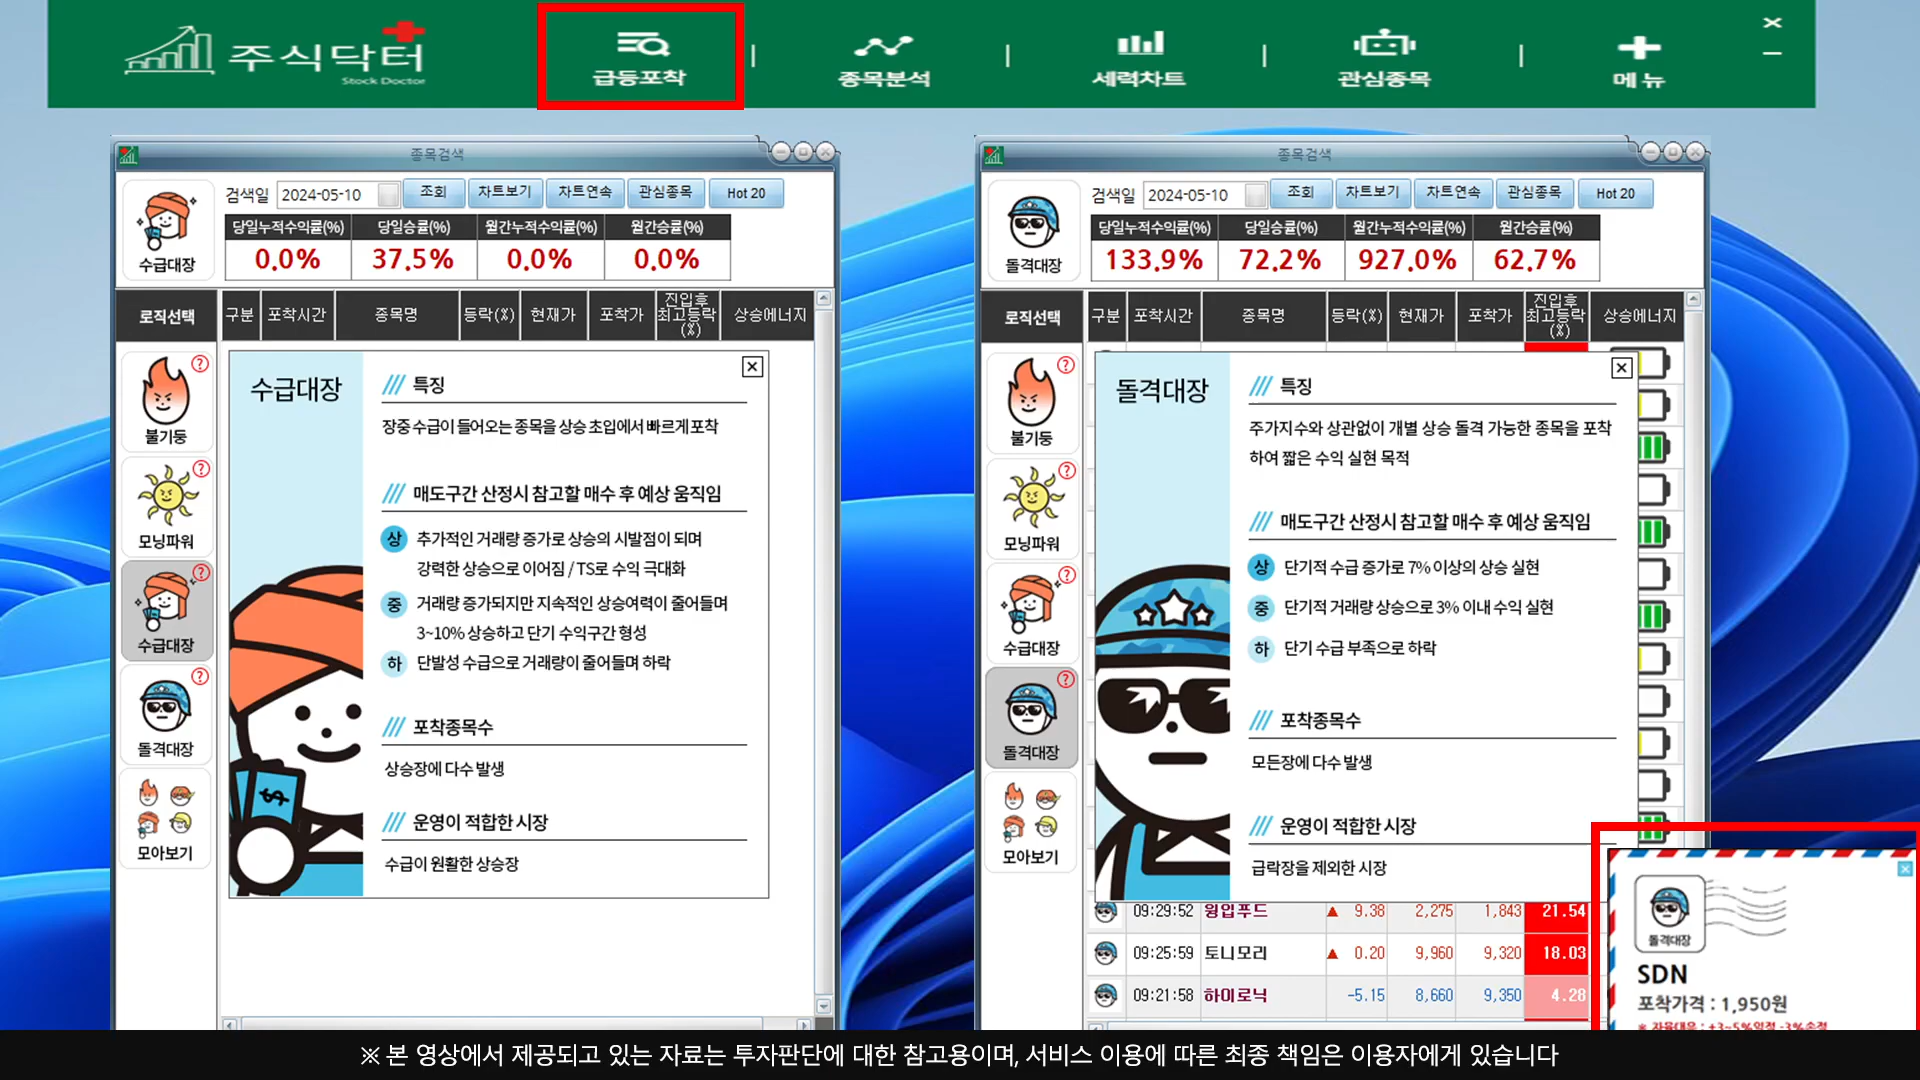 주식닥터
Stock Doctor
급등포착
종목분석
세력차트
관심종목
메뉴
종목검색
수급대장
검색일 2024-05-10 조회 차트보기 차트연속 관심종목 Hot 20
당일누적수익률(%) 당일승률(%) 월간누적수익률(%) 월간승률(%)
0.0% 37.5% 0.0% 0.0%
로직선택 구분 포착시간 종목명 등락(%) 현재가 포착가 진입후최고등락(%) 상승에너지
불기둥
모닝파워
수급대장
돌격대장
모아보기
수급대장
/// 특징
장중 수급이 들어오는 종목을 상승 초입에서 빠르게 포착
/// 매도구간 산정시 참고할 매수 후 예상 움직임
상 추가적인 거래량 증가로 상승의 시발점이 되며
강력한 상승으로 이어짐 / TS로 수익 극대화
중 거래량 증가되지만 지속적인 상승여력이 줄어들며
3~10% 상승하고 단기 수익구간 형성
하 단발성 수급으로 거래량이 줄어들며 하락
/// 포착종목수
상승장에 다수 발생
/// 운영이 적합한 시장
수급이 원활한 상승장
종목검색
돌격대장
검색일 2024-05-10 조회 차트보기 차트연속 관심종목 Hot 20
당일누적수익률(%) 당일승률(%) 월간누적수익률(%) 월간승률(%)
133.9% 72.2% 927.0% 62.7%
로직선택 구분 포착시간 종목명 등락(%) 현재가 포착가 진입후최고등락(%) 상승에너지
불기둥
모닝파워
수급대장
돌격대장
모아보기
돌격대장
/// 특징
주가지수와 상관없이 개별 상승 돌격 가능한 종목을 포착
하여 짧은 수익 실현 목적
/// 매도구간 산정시 참고할 매수 후 예상 움직임
상 단기적 수급 증가로 7% 이상의 상승 실현
중 단기적 거래량 상승으로 3% 이내 수익 실현
하 단기 수급 부족으로 하락
/// 포착종목수
모든장에 다수 발생
/// 운영이 적합한 시장
급락장을 제외한 시장
09:29:52 윙입푸드 ▲ 9.38 2,275 1,843 21.54
09:25:59 토니모리 ▲ 0.20 9,960 9,320 18.03
09:21:58 하이로닉 -5.15 8,660 9,350 4.28
돌격대장
SDN
포착가격 : 1,950원
※ 본 영상에서 제공되고 있는 자료는 투자판단에 대한 참고용이며, 서비스 이용에 따른 최종 책임은 이용자에게 있습니다